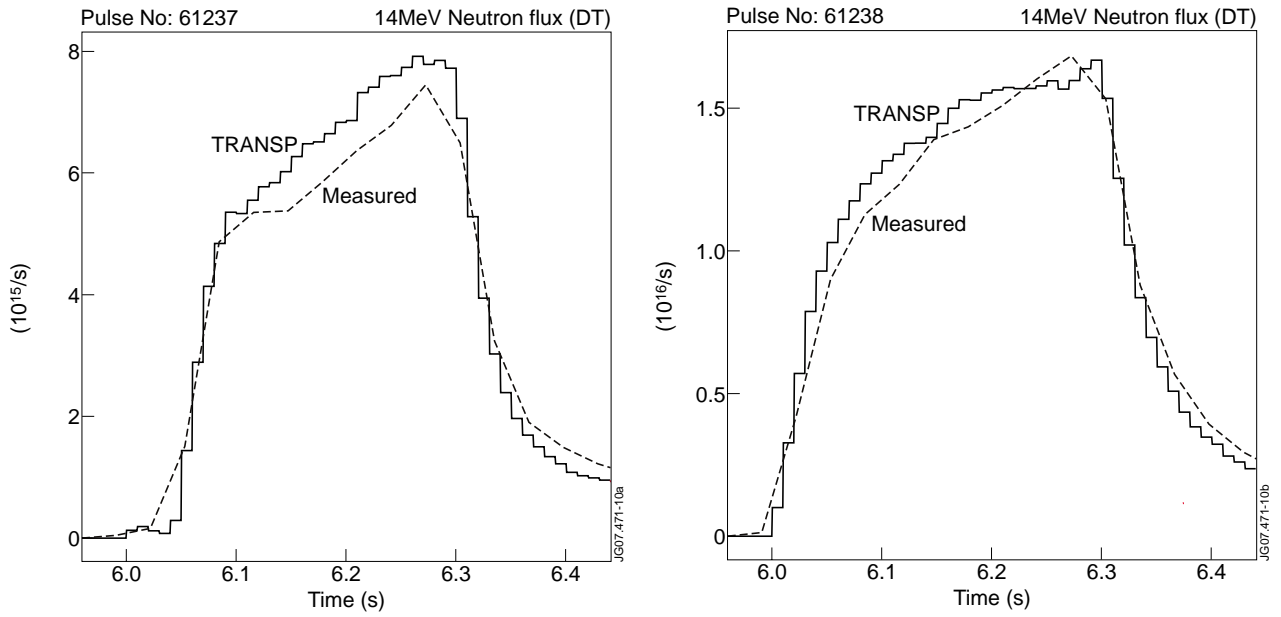 Pulse No: 61237 14MeV Neutron flux (DT)
8
6
4
2
0
(10¹⁵/s)
TRANSP
Measured
6.0 6.1 6.2 6.3 6.4
Time (s)
JG07.471-10a
Pulse No: 61238 14MeV Neutron flux (DT)
1.5
1.0
0.5
0
(10¹⁶/s)
TRANSP
Measured
6.0 6.1 6.2 6.3 6.4
Time (s)
JG07.471-10b